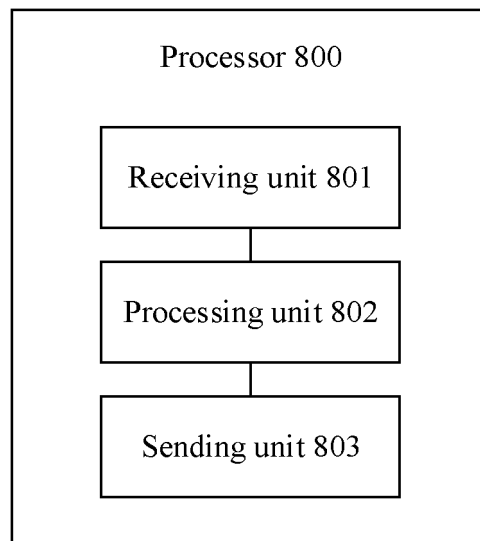 Processor 800
Receiving unit 801
Processing unit 802
Sending unit 803